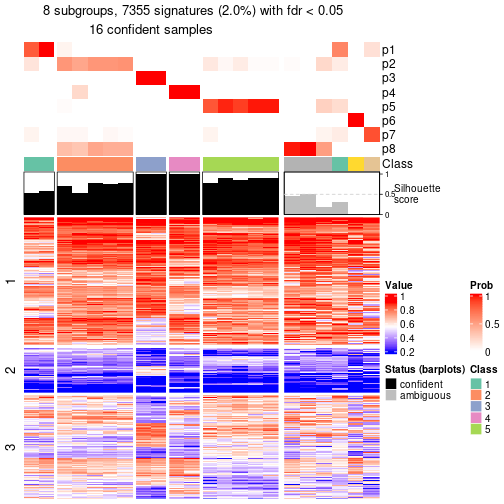 8 subgroups, 7355 signatures (2.0%) with fdr < 0.05
16 confident samples
p1
p2
p3
p4
p5
p6
p7
p8
Class
1
0.5
0
Silhouette
score
1
2
3
Value
1
0.8
0.6
0.4
0.2
Prob
1
0.5
0
Status (barplots)
confident
ambiguous
Class
1
2
3
4
5